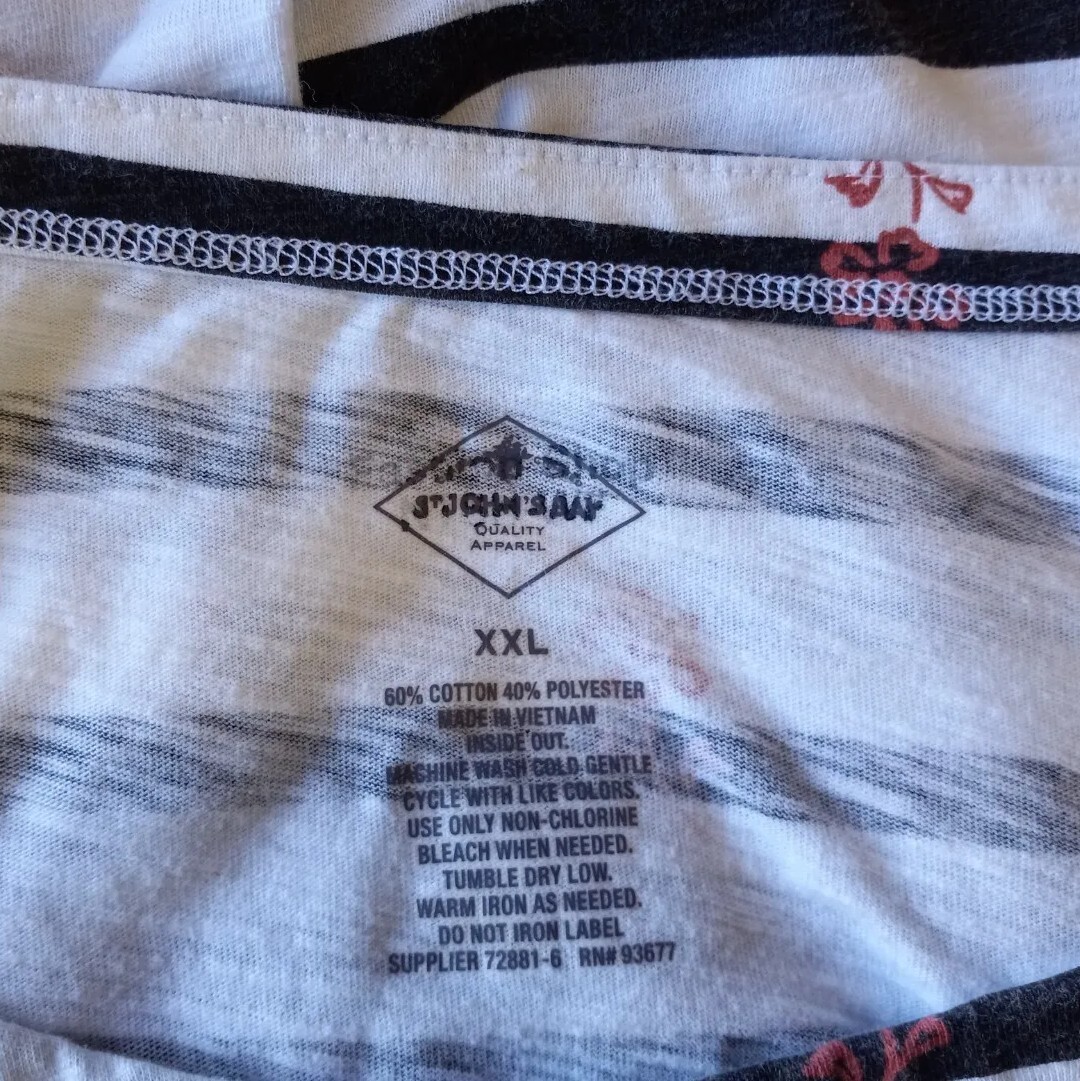 Fashion Shop
ST JOHN'S BAY
QUALITY
APPAREL
XXL
60% COTTON 40% POLYESTER
MADE IN VIETNAM
INSIDE OUT.
MACHINE WASH COLD GENTLE
CYCLE WITH LIKE COLORS.
USE ONLY NON-CHLORINE
BLEACH WHEN NEEDED.
TUMBLE DRY LOW.
WARM IRON AS NEEDED.
DO NOT IRON LABEL
SUPPLIER 72881-6 RN# 93677